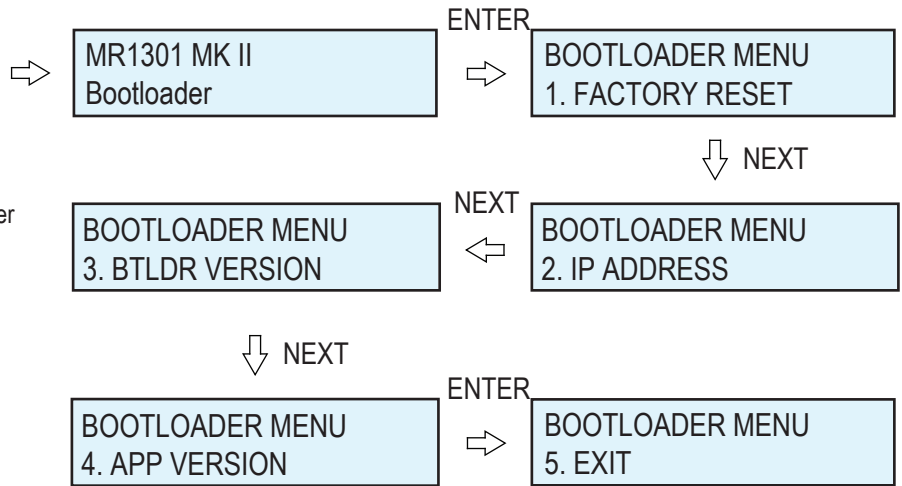 ENTER
MR1301 MK II
Bootloader
BOOTLOADER MENU
1. FACTORY RESET
NEXT
er
BOOTLOADER MENU
3. BTLDR VERSION
NEXT
BOOTLOADER MENU
2. IP ADDRESS
NEXT
BOOTLOADER MENU
4. APP VERSION
ENTER
BOOTLOADER MENU
5. EXIT